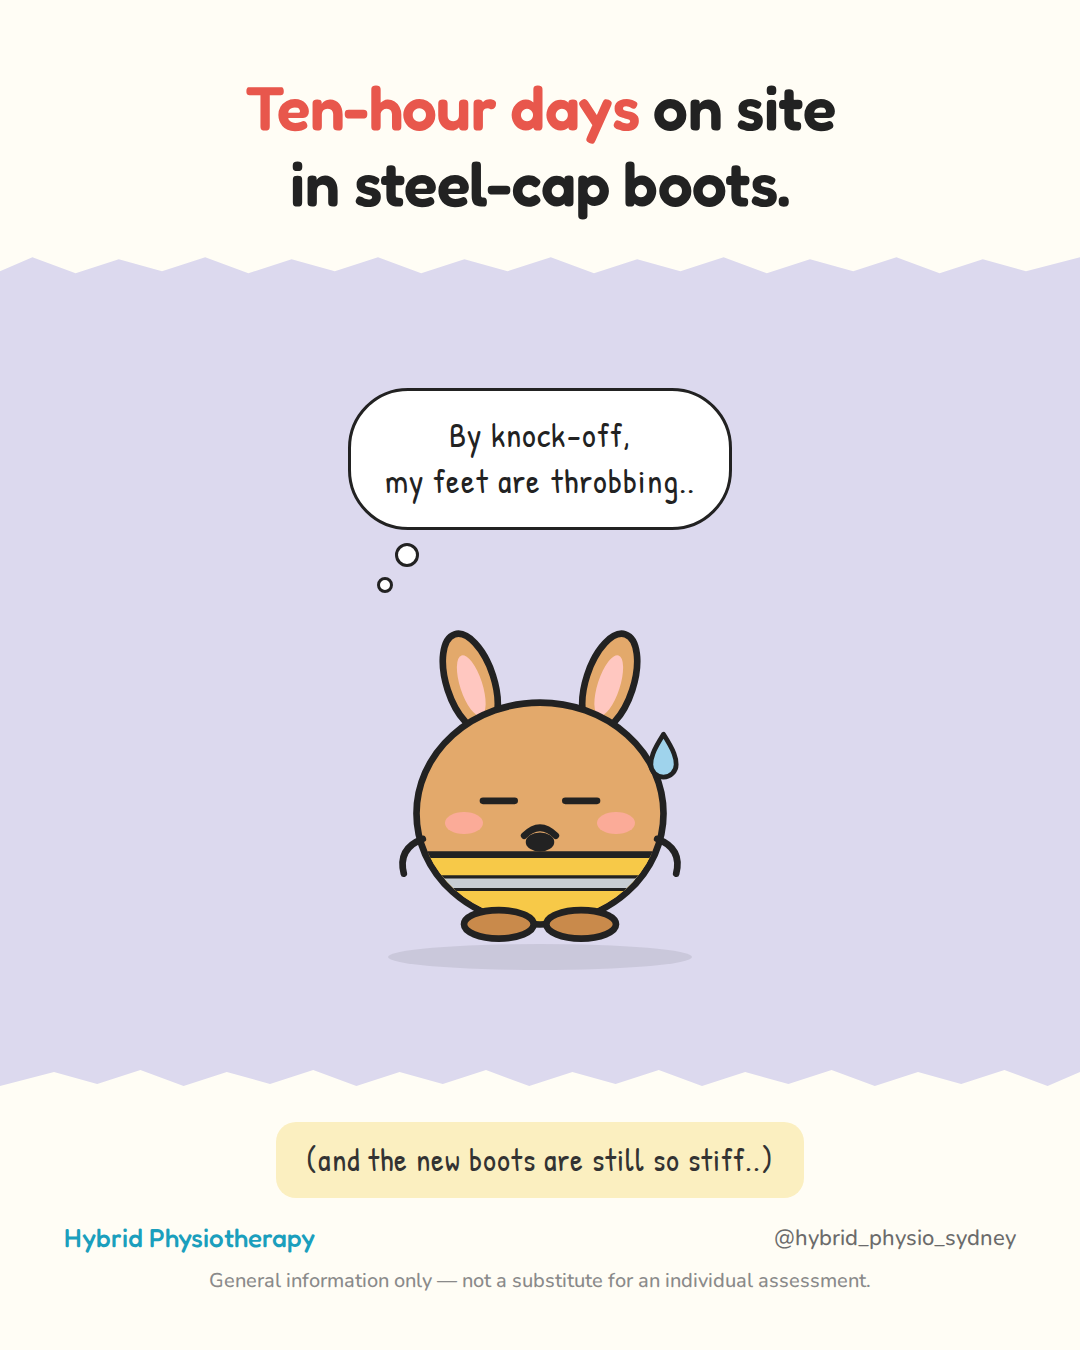 Ten-hour days on site
in steel-cap boots.
By knock-off,
my feet are throbbing..
(and the new boots are still so stiff..)
Hybrid Physiotherapy
@hybrid_physio_sydney
General information only — not a substitute for an individual assessment.